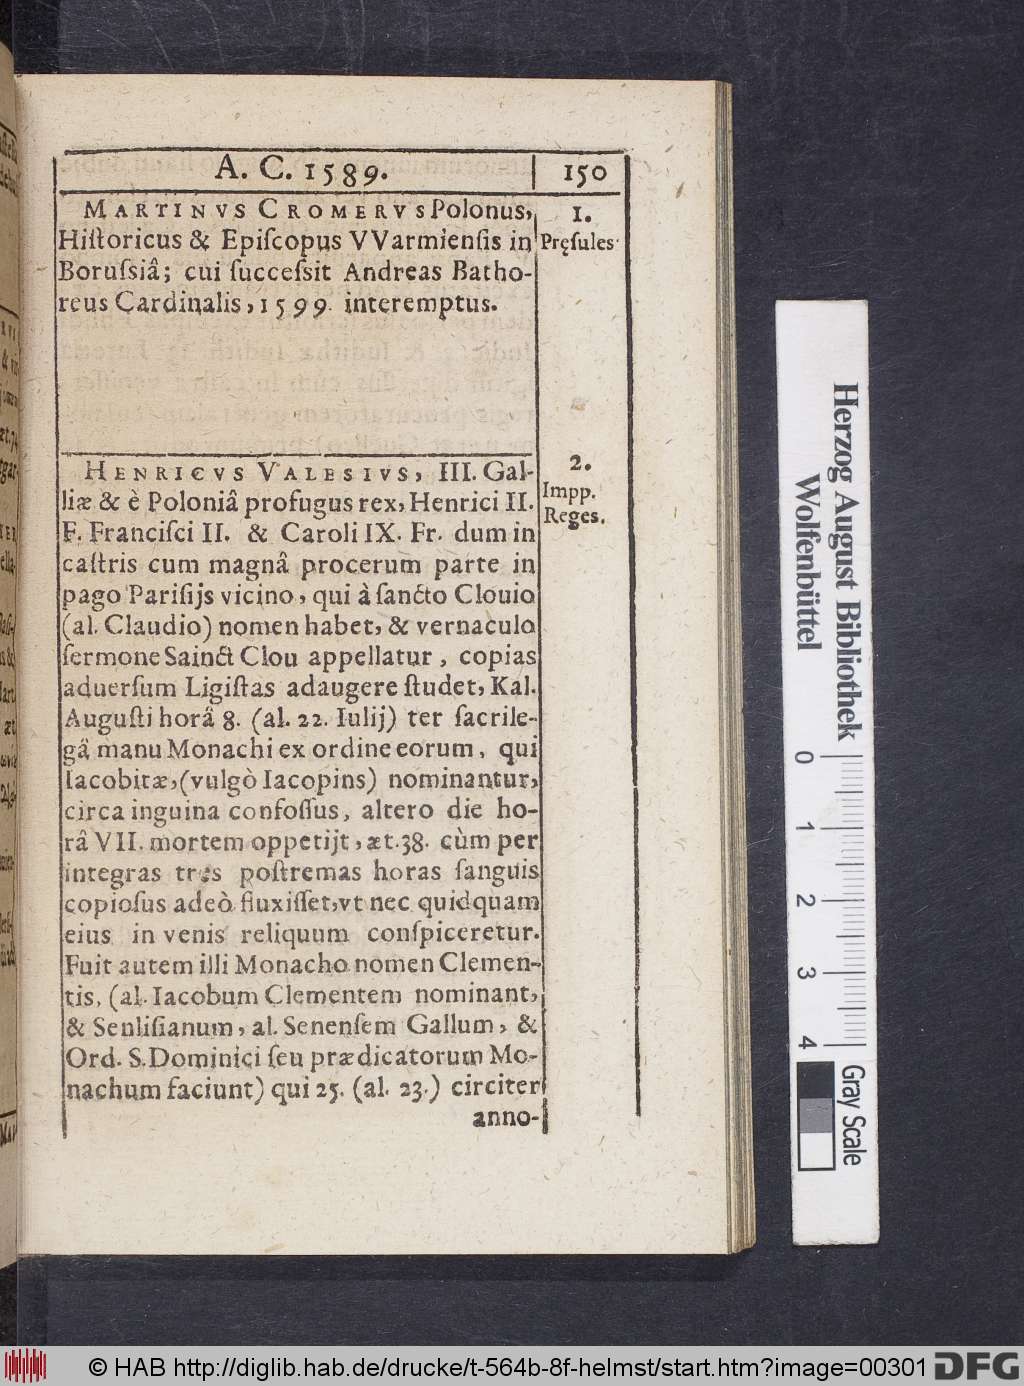 A. C. 1589.
150
MARTINVS CROMERVS Polonus,
Hiſtoricus & Epiſcopus VVarmienſis in
Boruſsiâ; cui ſucceſsit Andreas Batho-
reus Cardinalis, 1599. interemptus.
1.
Pręſules
HENRICVS VALESIVS, III. Gal-
liæ & è Poloniâ profugus rex, Henrici II.
F. Franciſci II. & Caroli IX. Fr. dum in
caſtris cum magnâ procerum parte in
pago Pariſijs vicino, qui à ſancto Clouio
(al. Claudio) nomen habet, & vernaculo
ſermone Sainct Clou appellatur, copias
aduerſum Ligiſtas adaugere ſtudet, Kal.
Auguſti horâ 8. (al. 22. Iulij) ter ſacrile-
gâ manu Monachi ex ordine eorum, qui
Iacobitæ, (vulgò Iacopins) nominantur,
circa inguina confoſſus, altero die ho-
râ VII. mortem oppetijt, æt. 38. cùm per
integras tres poſtremas horas ſanguis
copioſus adeò fluxiſſet, vt nec quidquam
eius in venis reliquum conſpiceretur.
Fuit autem illi Monacho nomen Clemen-
tis, (al. Iacobum Clementem nominant,
& Senliſianum, al. Senenſem Gallum, &
Ord. S. Dominici ſeu prædicatorum Mo-
nachum faciunt) qui 25. (al. 23.) circiter
anno-
2.
Impp.
Reges.
Herzog August Bibliothek
Wolfenbüttel
0 1 2 3 4
Gray Scale
© HAB http://diglib.hab.de/drucke/t-564b-8f-helmst/start.htm?image=00301
DFG